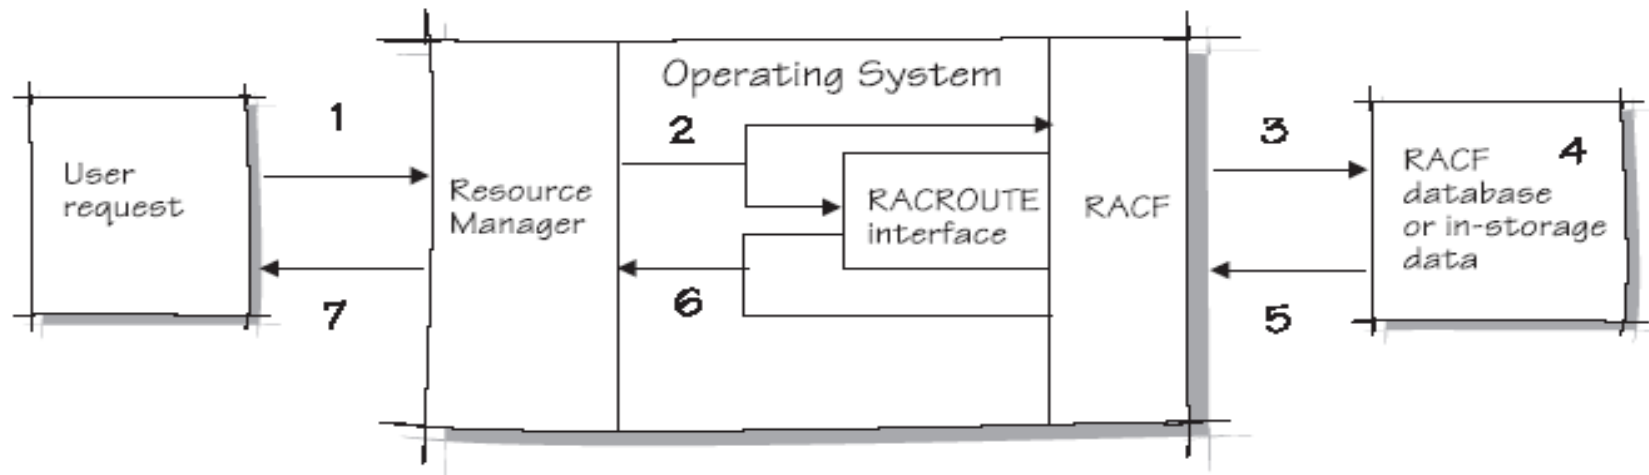 Operating System
1
2
3
4
User
request
Resource
Manager
RACROUTE
interface
RACF
RACF
database
or in-storage
data
7
6
5